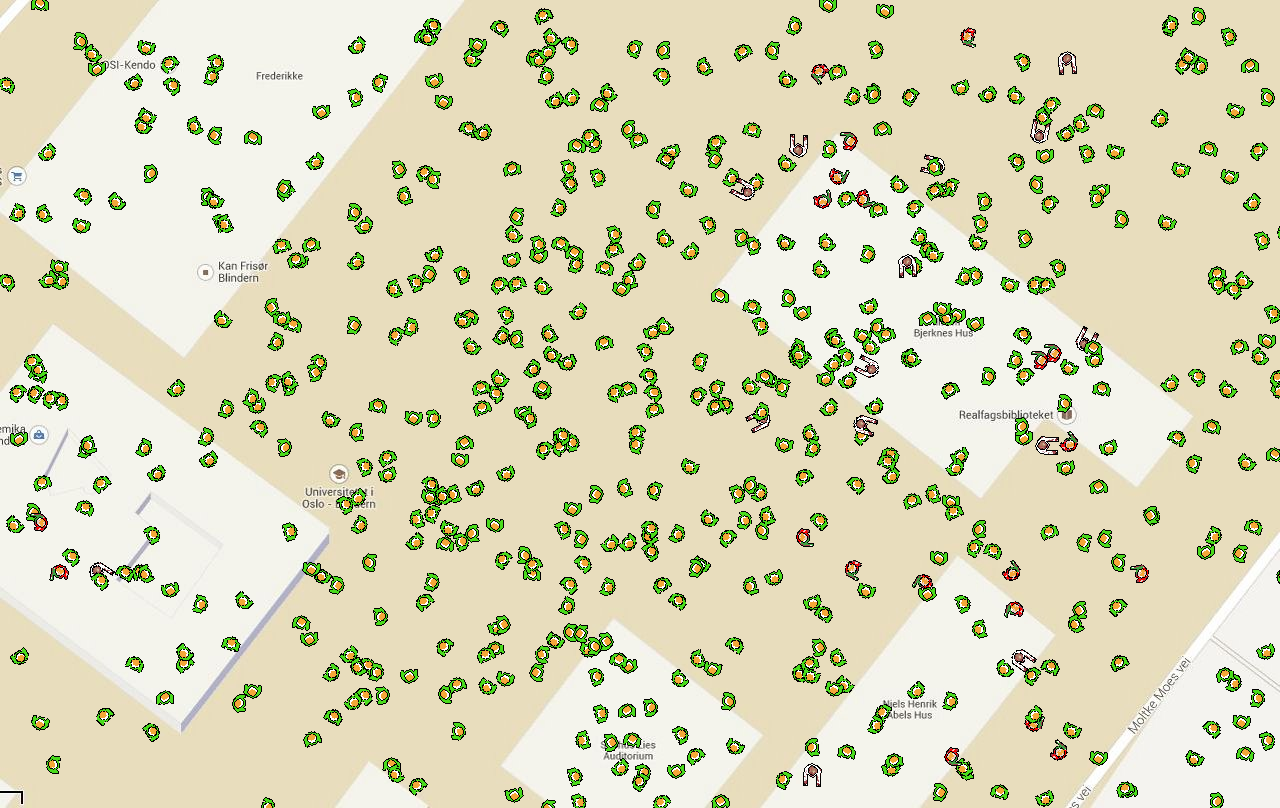 OSI-Kendo
Frederikke
Kan Frisør
Blindern
Bjerknes Hus
Realfagsbiblioteket
Universitetet i
Oslo - Blindern
Niels Henrik
Abels Hus
Auditorium
Moltke Moes vei